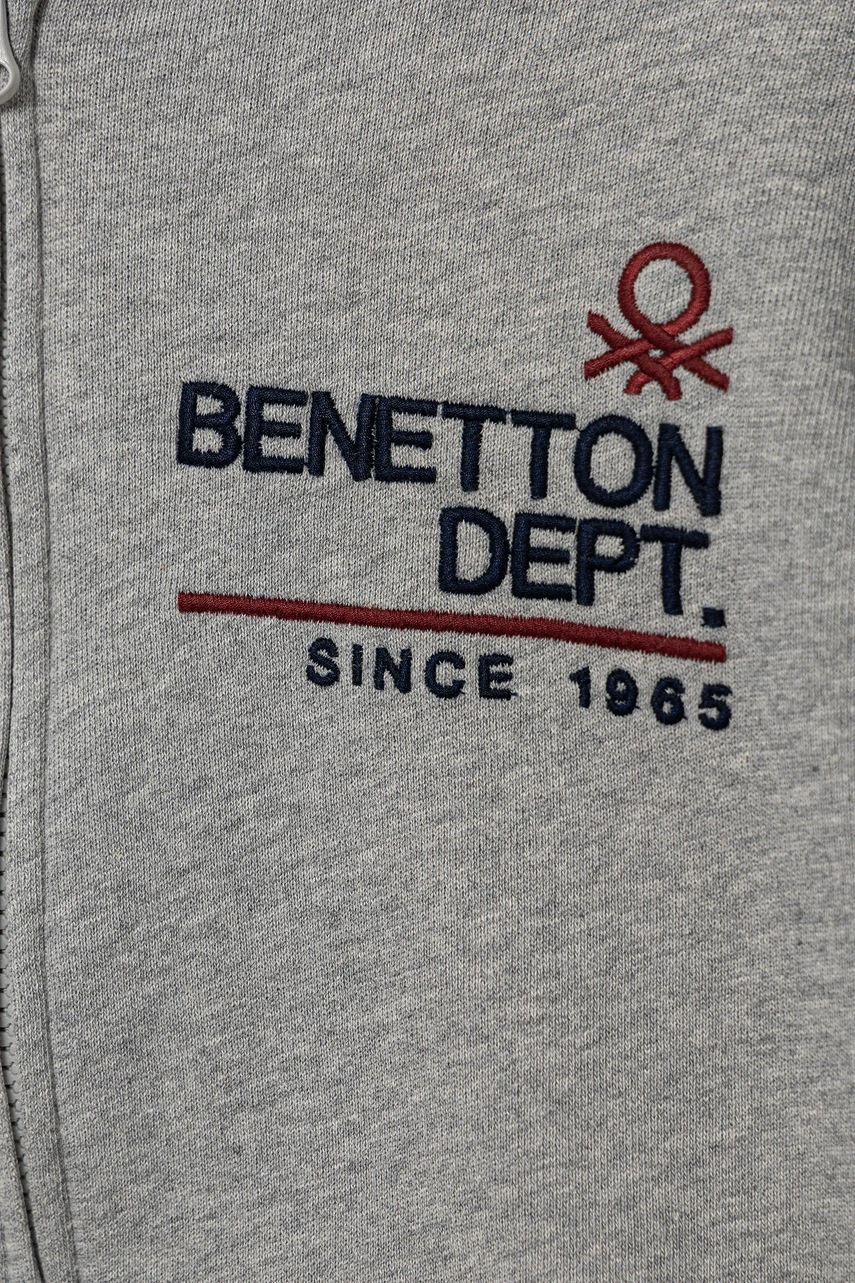 BENETTON
DEPT.
SINCE 1965